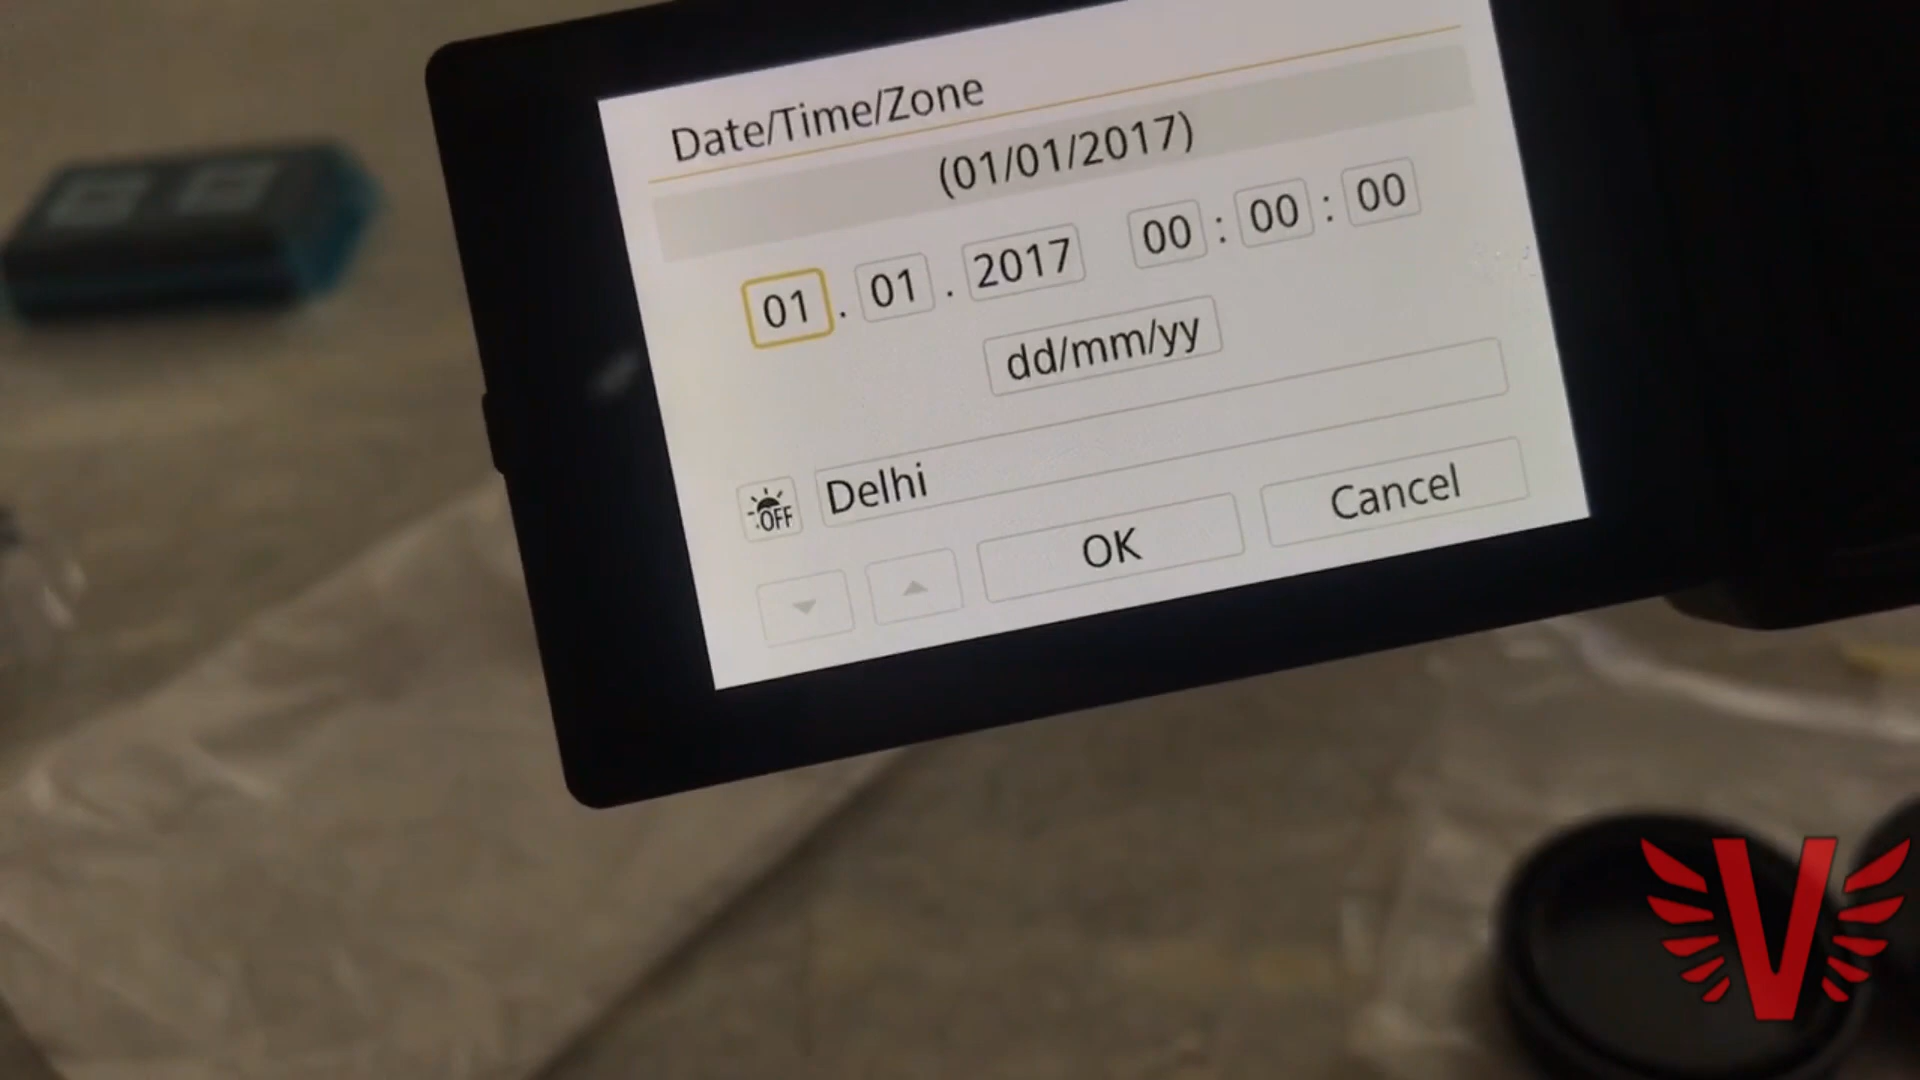 Date/Time/Zone
(01/01/2017)
01 . 01 . 2017 00 : 00 : 00
dd/mm/yy
OFF Delhi
OK Cancel
V